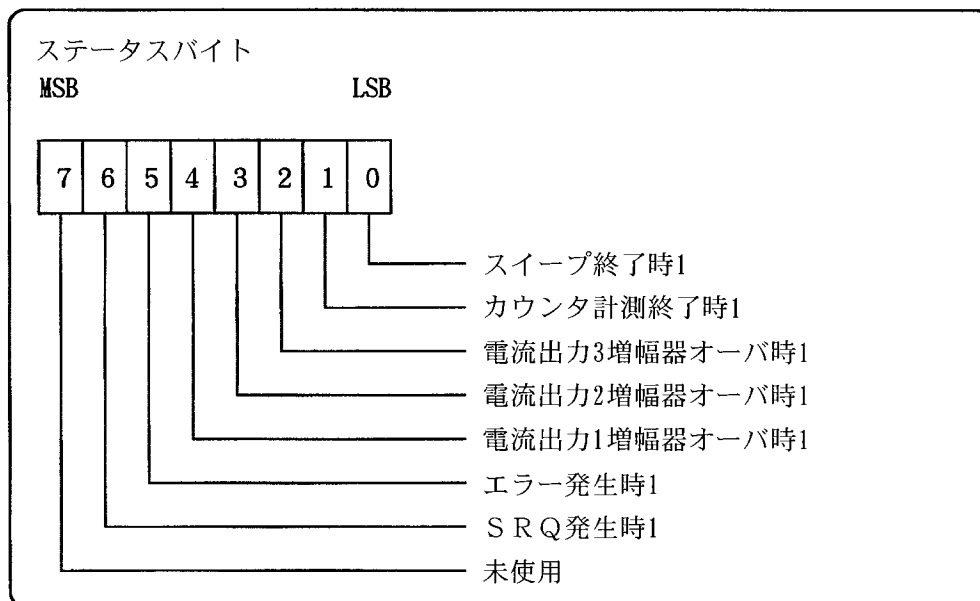 ステータスバイト
MSB LSB
7 6 5 4 3 2 1 0
スイープ終了時1
カウンタ計測終了時1
電流出力3増幅器オーバ時1
電流出力2増幅器オーバ時1
電流出力1増幅器オーバ時1
エラー発生時1
ＳＲＱ発生時1
未使用